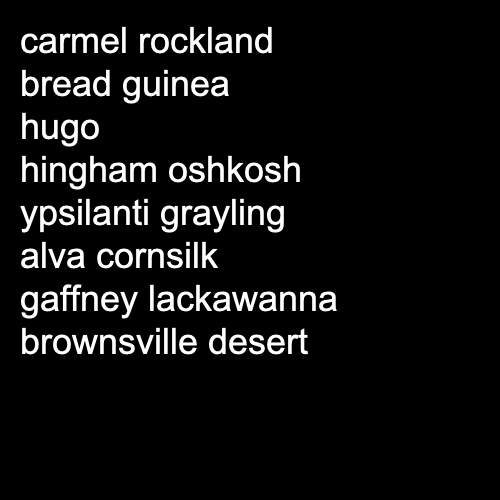 carmel rockland
bread guinea
hugo
hingham oshkosh
ypsilanti grayling
alva cornsilk
gaffney lackawanna
brownsville desert